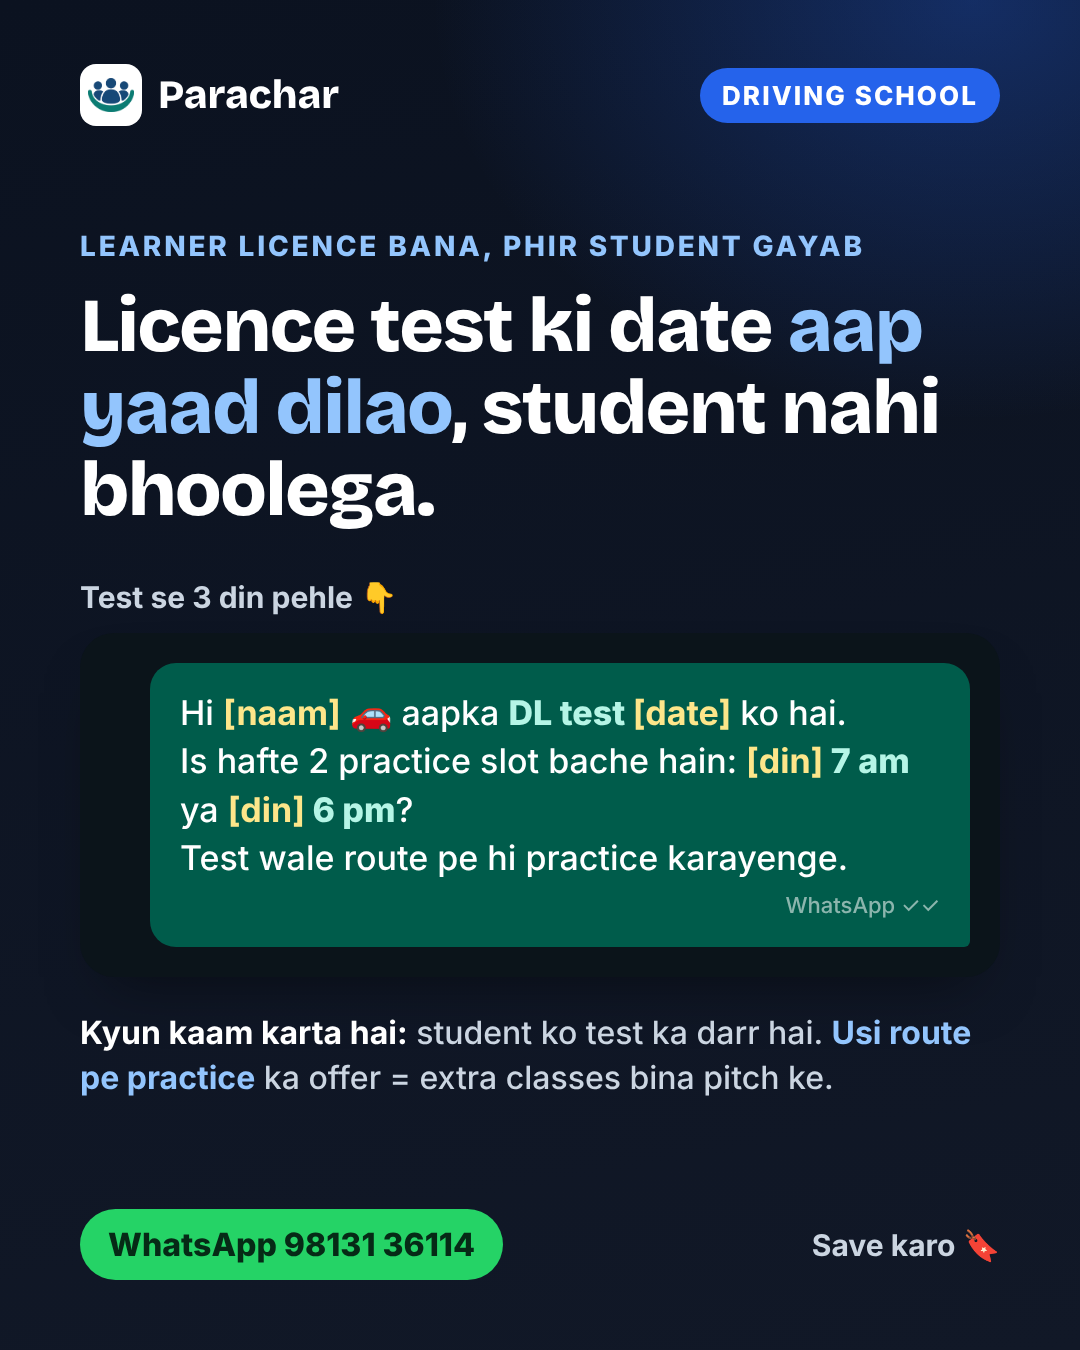 Parachar
DRIVING SCHOOL
LEARNER LICENCE BANA, PHIR STUDENT GAYAB
Licence test ki date aap
yaad dilao, student nahi
bhoolega.
Test se 3 din pehle 👇
Hi [naam] 🚗 aapka DL test [date] ko hai.
Is hafte 2 practice slot bache hain: [din] 7 am
ya [din] 6 pm?
Test wale route pe hi practice karayenge.
WhatsApp ✓✓
Kyun kaam karta hai: student ko test ka darr hai. Usi route
pe practice ka offer = extra classes bina pitch ke.
WhatsApp 98131 36114
Save karo 🔖